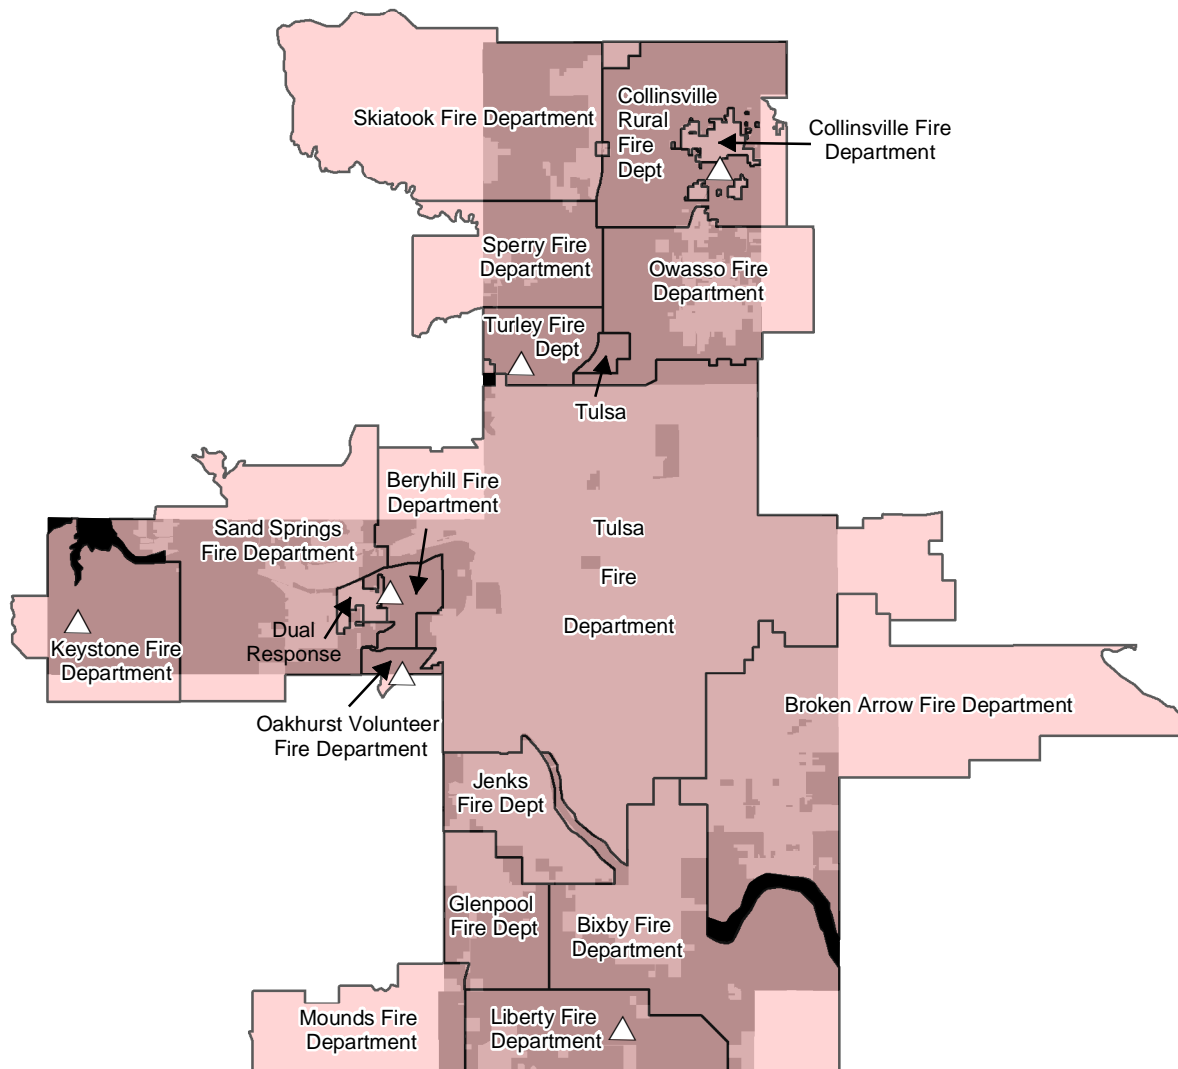 Skiatook Fire Department
Collinsville
Rural
Fire
Dept
Collinsville Fire
Department
Sperry Fire
Department
Owasso Fire
Department
Turley Fire
Dept
Tulsa
Beryhill Fire
Department
Sand Springs
Fire Department
Tulsa
Fire
Department
Dual
Response
Keystone Fire
Department
Oakhurst Volunteer
Fire Department
Broken Arrow Fire Department
Jenks
Fire Dept
Glenpool
Fire Dept
Bixby Fire
Department
Mounds Fire
Department
Liberty Fire
Department